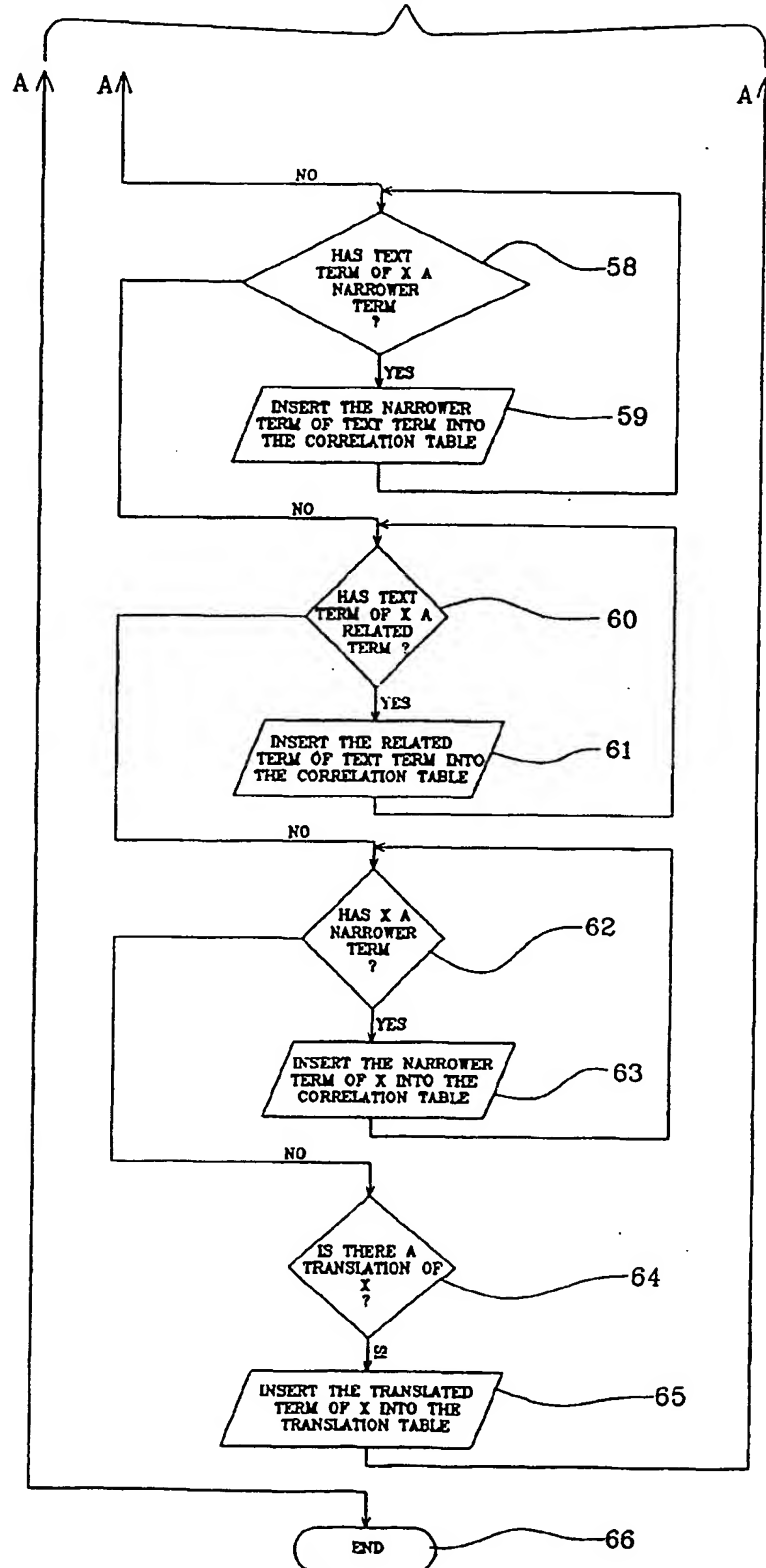 A A A
NO
HAS TEXT
TERM OF X A
NARROWER
TERM
?
58
YES
INSERT THE NARROWER
TERM OF TEXT TERM INTO
THE CORRELATION TABLE
59
NO
HAS TEXT
TERM OF X A
RELATED
TERM ?
60
YES
INSERT THE RELATED
TERM OF TEXT TERM INTO
THE CORRELATION TABLE
61
NO
HAS X A
NARROWER
TERM
?
62
YES
INSERT THE NARROWER
TERM OF X INTO THE
CORRELATION TABLE
63
NO
IS THERE A
TRANSLATION OF
X
?
64
IS
INSERT THE TRANSLATED
TERM OF X INTO THE
TRANSLATION TABLE
65
END
66